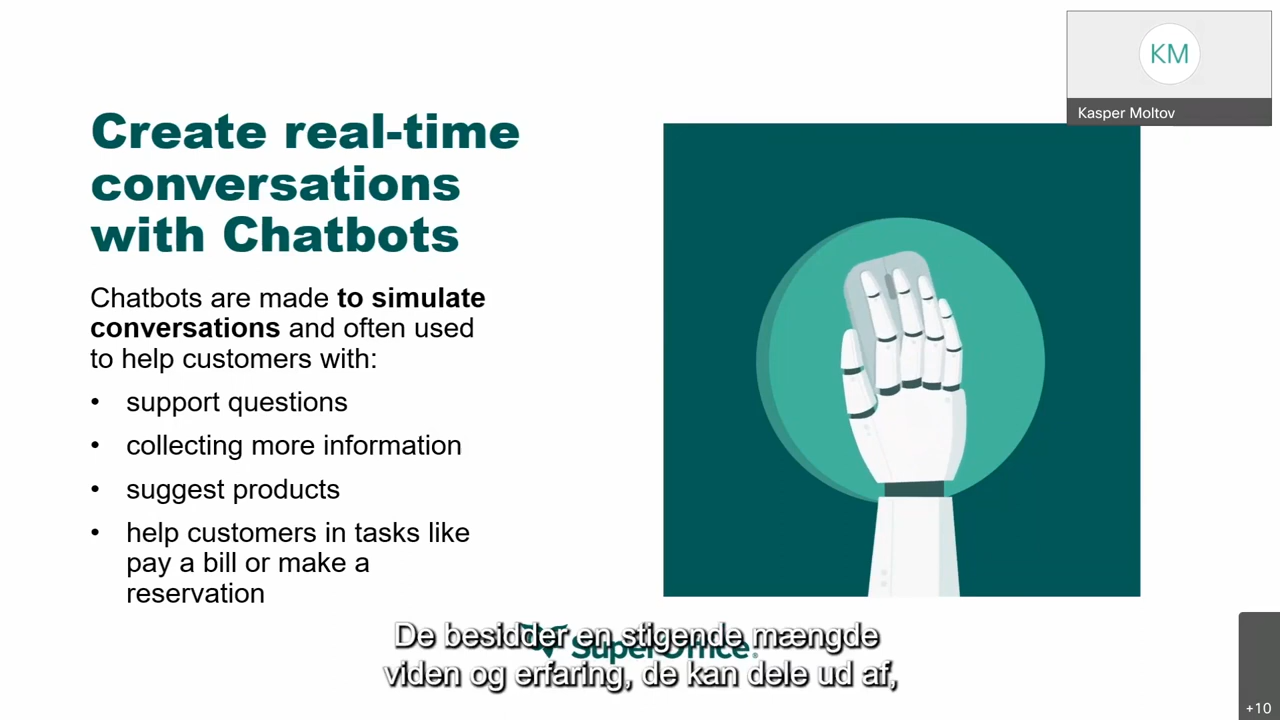 KM
Kasper Moltov
Create real-time
conversations
with Chatbots
Chatbots are made to simulate
conversations and often used
to help customers with:
• support questions
• collecting more information
• suggest products
• help customers in tasks like
pay a bill or make a
reservation
SuperOffice.
De besidder en stigende mængde
viden og erfaring, de kan dele ud af,
+10